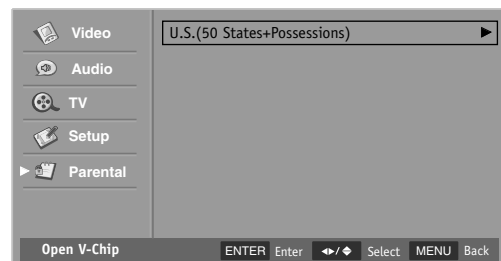 Video
Audio
TV
Setup
Parental
U.S.(50 States+Possessions)
Open V-Chip ENTER Enter Select MENU Back